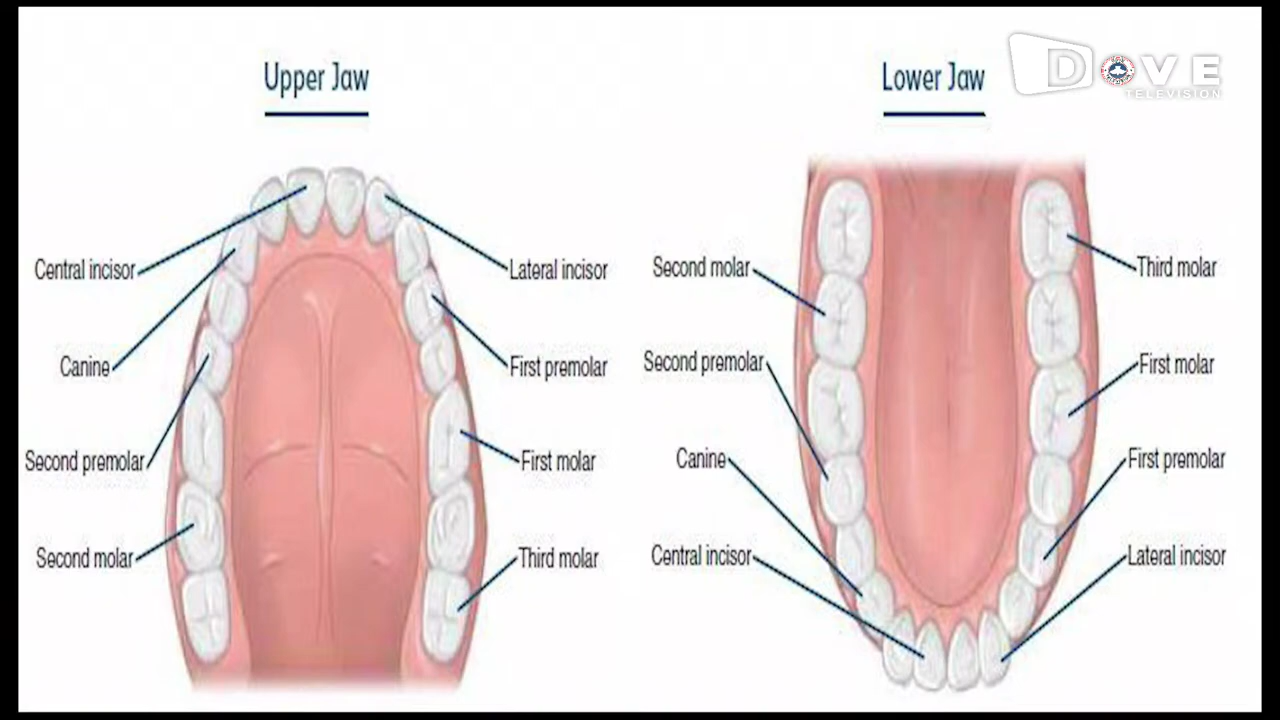 Upper Jaw
Central incisor
Lateral incisor
Canine
First premolar
Second premolar
First molar
Second molar
Third molar
Lower Jaw
DOVE
TELEVISION
Second molar
Third molar
Second premolar
First molar
Canine
First premolar
Central incisor
Lateral incisor